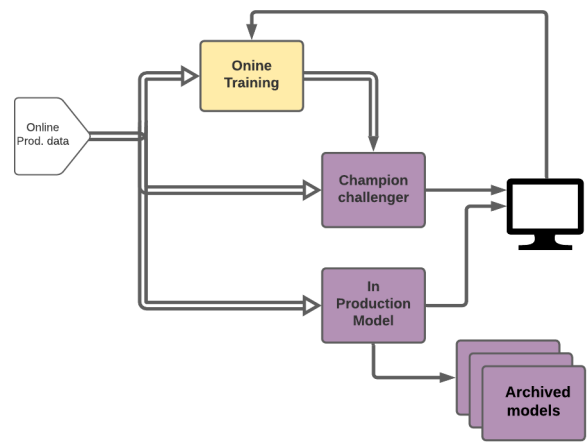 Onine
Training
Online
Prod. data
Champion
challenger
In
Production
Model
Archived
models